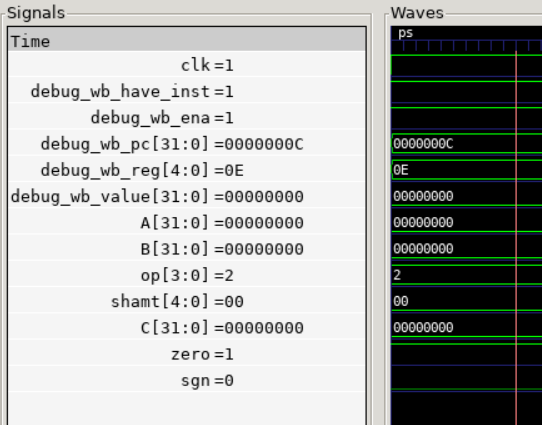 Signals
Time
clk=1
debug_wb_have_inst=1
debug_wb_ena=1
debug_wb_pc[31:0]=0000000C
debug_wb_reg[4:0]=0E
debug_wb_value[31:0]=00000000
A[31:0]=00000000
B[31:0]=00000000
op[3:0]=2
shamt[4:0]=00
C[31:0]=00000000
zero=1
sgn=0
Waves
ps
0000000C
0E
00000000
00000000
00000000
2
00
00000000